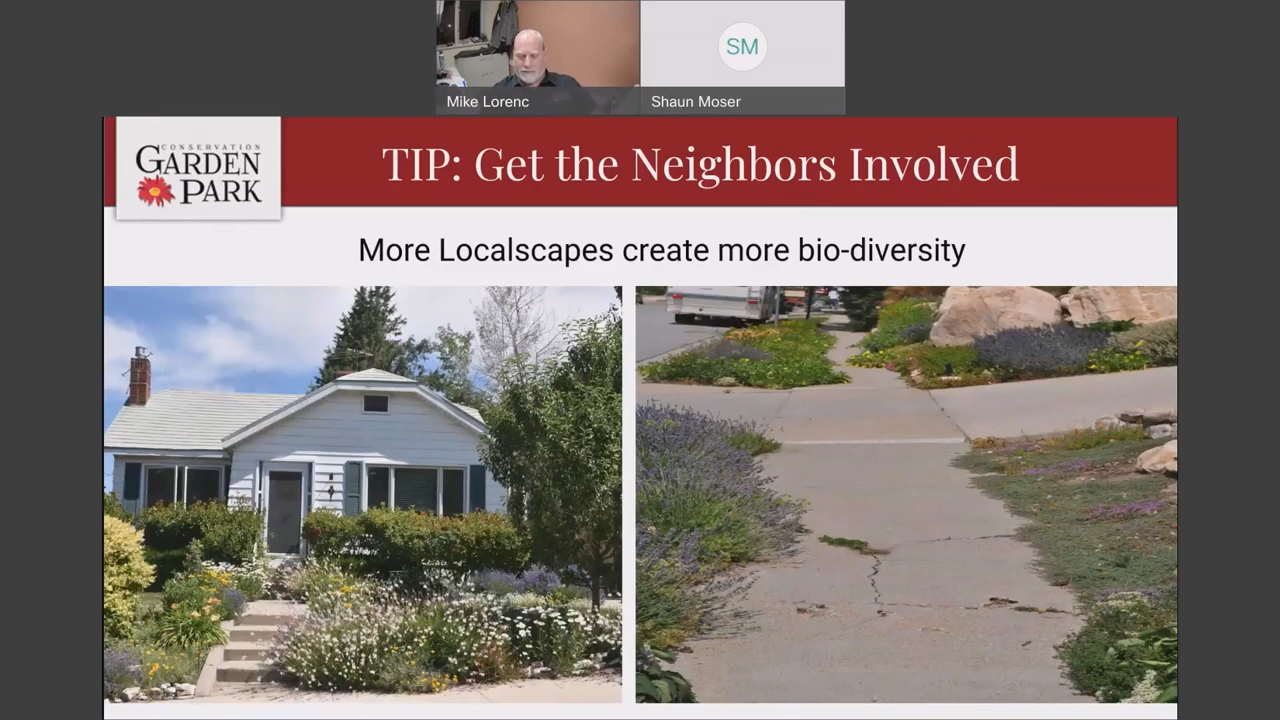 SM
Mike Lorenc
Shaun Moser
CONSERVATION
GARDEN
PARK
TIP: Get the Neighbors Involved
More Localscapes create more bio-diversity